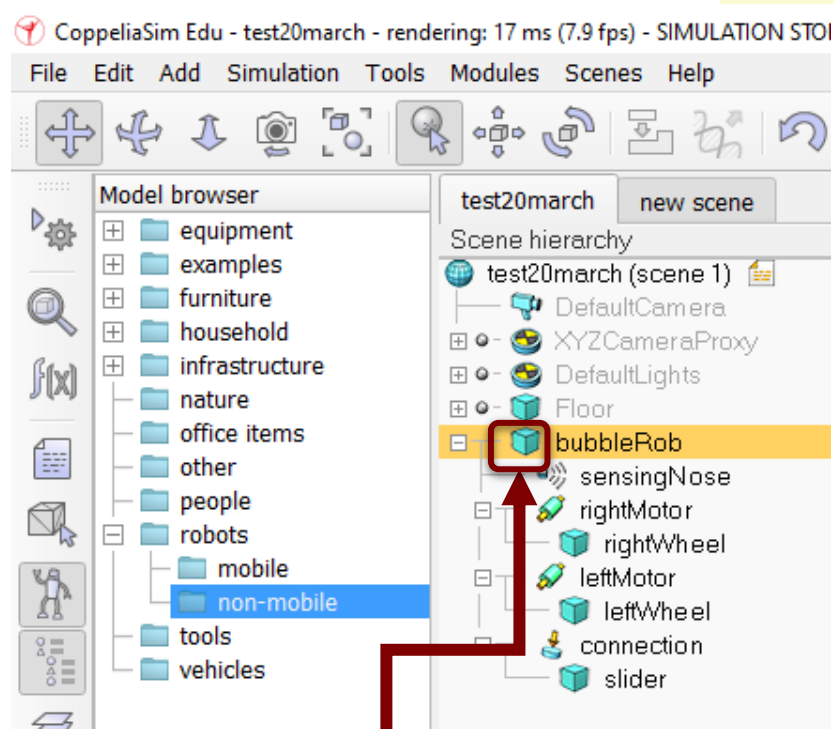 CoppeliaSim Edu - test20march - rendering: 17 ms (7.9 fps) - SIMULATION
File Edit Add Simulation Tools Modules Scenes Help
Model browser
equipment
examples
furniture
household
infrastructure
nature
office items
other
people
robots
mobile
non-mobile
tools
vehicles
test20march new scene
Scene hierarchy
test20march (scene 1)
DefaultCamera
XYZCameraProxy
DefaultLights
Floor
bubbleRob
sensingNose
rightMotor
rightWheel
leftMotor
leftWheel
connection
slider
f(x)